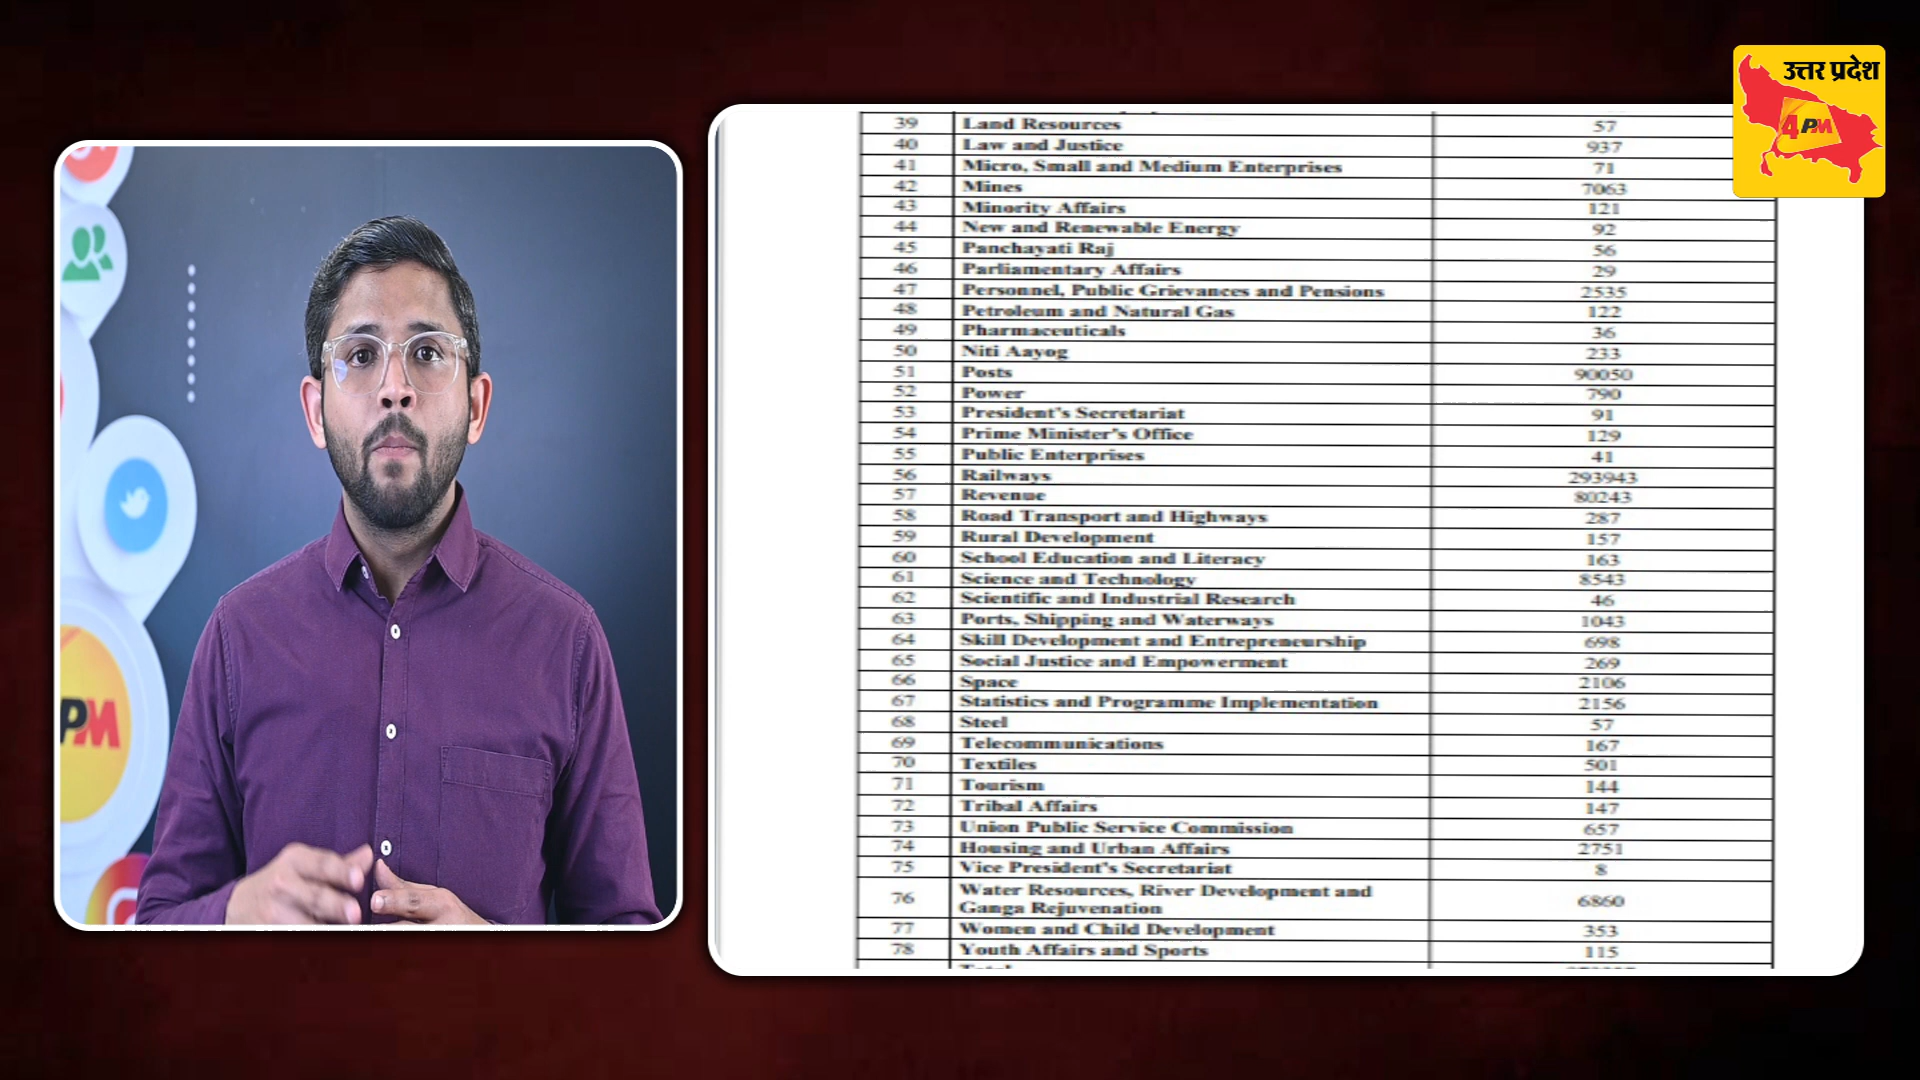 उत्तर प्रदेश
4PM
PM
39 Land Resources 57
40 Law and Justice 937
41 Micro, Small and Medium Enterprises 71
42 Mines 7063
43 Minority Affairs 121
44 New and Renewable Energy 92
45 Panchayati Raj 56
46 Parliamentary Affairs 29
47 Personnel, Public Grievances and Pensions 2535
48 Petroleum and Natural Gas 122
49 Pharmaceuticals 36
50 Niti Aayog 233
51 Posts 90050
52 Power 790
53 President's Secretariat 91
54 Prime Minister's Office 129
55 Public Enterprises 41
56 Railways 293943
57 Revenue 80243
58 Road Transport and Highways 287
59 Rural Development 157
60 School Education and Literacy 163
61 Science and Technology 8543
62 Scientific and Industrial Research 46
63 Ports, Shipping and Waterways 1043
64 Skill Development and Entrepreneurship 698
65 Social Justice and Empowerment 269
66 Space 2106
67 Statistics and Programme Implementation 2156
68 Steel 57
69 Telecommunications 167
70 Textiles 501
71 Tourism 144
72 Tribal Affairs 147
73 Union Public Service Commission 657
74 Housing and Urban Affairs 2751
75 Vice President's Secretariat 8
76 Water Resources, River Development and
Ganga Rejuvenation 6860
77 Women and Child Development 353
78 Youth Affairs and Sports 115